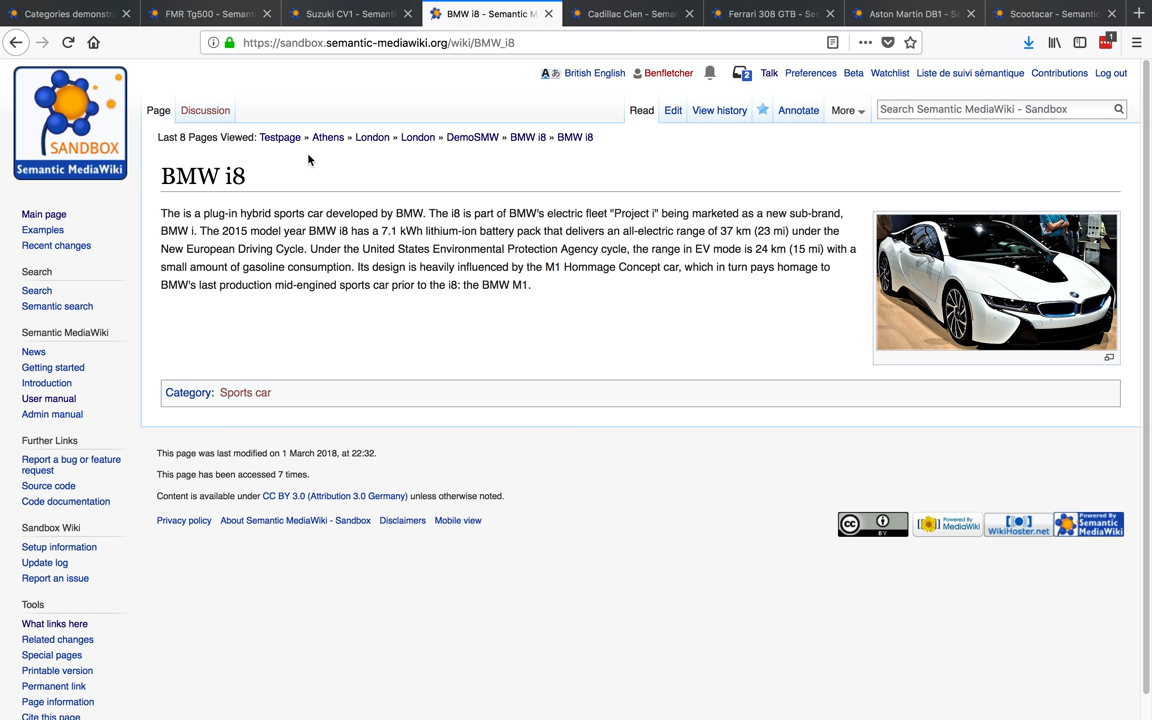 Categories demonstr
FMR Tg500 - Semant
Suzuki CV1 - Semant
BMW i8 - Semantic M
Cadillac Cien - Seman
Ferrari 308 GTB - Se
Aston Martin DB1 - Se
Scootacar - Semantic
https://sandbox.semantic-mediawiki.org/wiki/BMW_i8
1
SANDBOX
Semantic MediaWiki
British English Benfletcher 2 Talk Preferences Beta Watchlist Liste de suivi sémantique Contributions Log out
Page Discussion Read Edit View history Annotate More Search Semantic MediaWiki - Sandbox
Last 8 Pages Viewed: Testpage » Athens » London » London » DemoSMW » BMW i8 » BMW i8
BMW i8
The is a plug-in hybrid sports car developed by BMW. The i8 is part of BMW's electric fleet "Project i" being marketed as a new sub-brand,
BMW i. The 2015 model year BMW i8 has a 7.1 kWh lithium-ion battery pack that delivers an all-electric range of 37 km (23 mi) under the
New European Driving Cycle. Under the United States Environmental Protection Agency cycle, the range in EV mode is 24 km (15 mi) with a
small amount of gasoline consumption. Its design is heavily influenced by the M1 Hommage Concept car, which in turn pays homage to
BMW's last production mid-engined sports car prior to the i8: the BMW M1.
Category: Sports car
This page was last modified on 1 March 2018, at 22:32.
This page has been accessed 7 times.
Content is available under CC BY 3.0 (Attribution 3.0 Germany) unless otherwise noted.
Privacy policy About Semantic MediaWiki - Sandbox Disclaimers Mobile view
cc BY
Powered By MediaWiki
WikiHoster.net
Powered By Semantic MediaWiki
Main page
Examples
Recent changes
Search
Search
Semantic search
Semantic MediaWiki
News
Getting started
Introduction
User manual
Admin manual
Further Links
Report a bug or feature
request
Source code
Code documentation
Sandbox Wiki
Setup information
Update log
Report an issue
Tools
What links here
Related changes
Special pages
Printable version
Permanent link
Page information
Cite this page